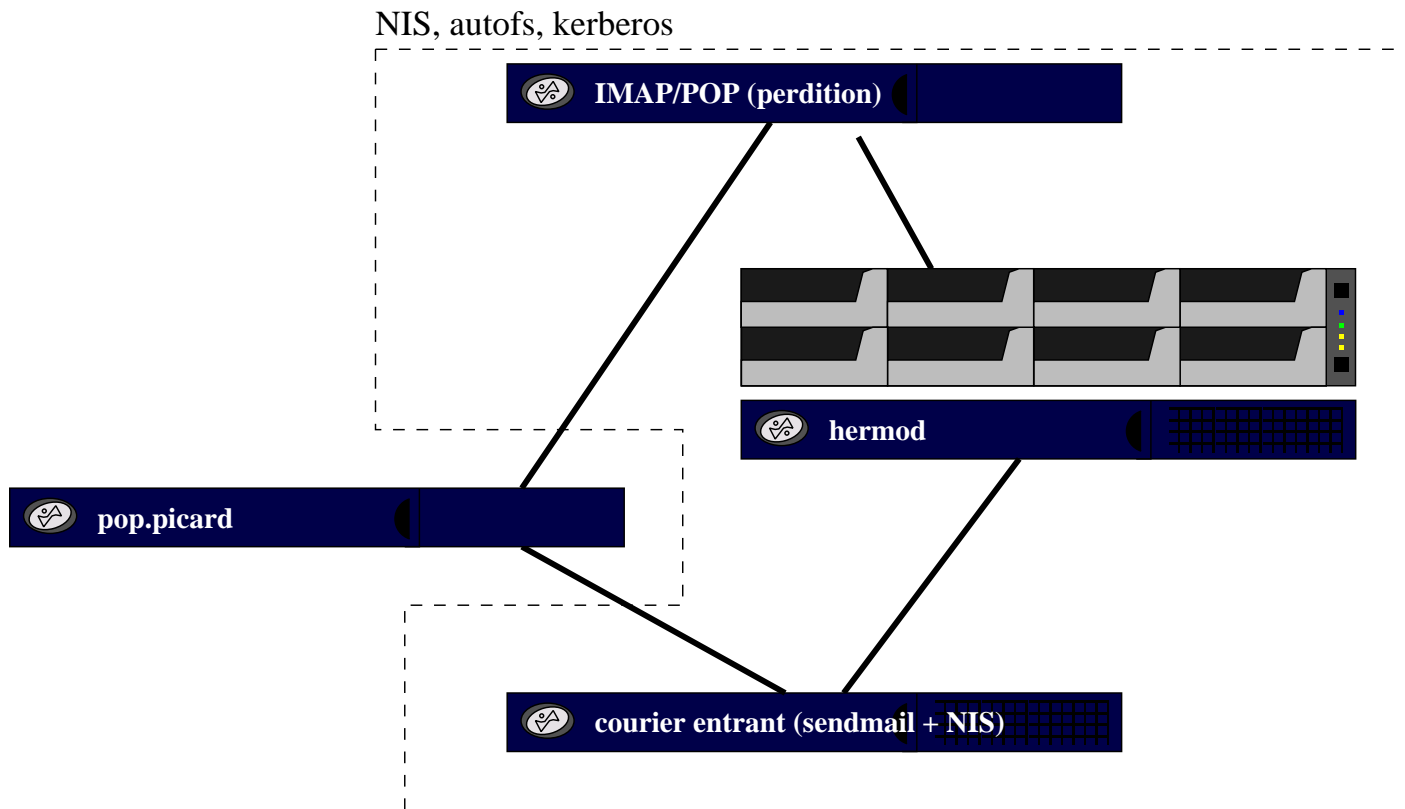 NIS, autofs, kerberos
IMAP/POP (perdition)
hermod
pop.picard
courier entrant (sendmail + NIS)